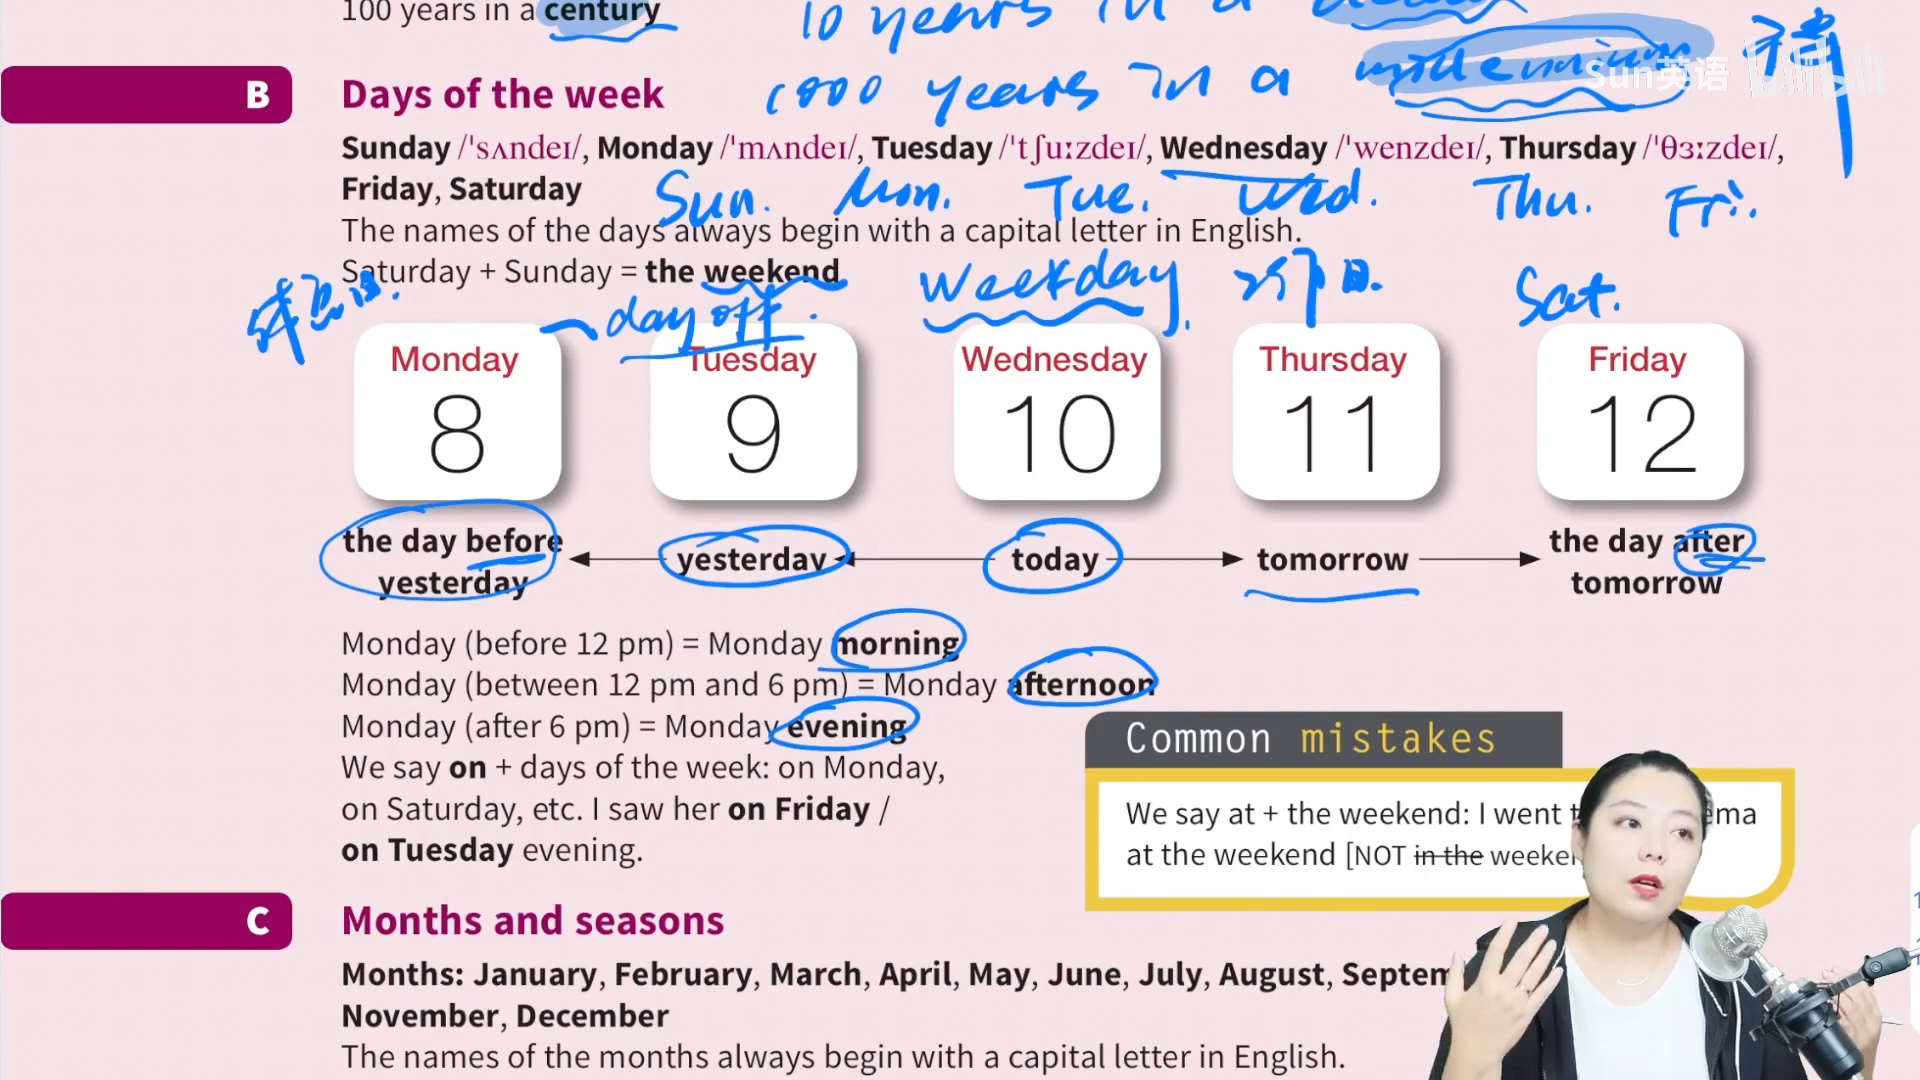 100 years in a century
10 years in a
1000 years in a millennium
Sun英语 bilibili
B Days of the week
Sunday /ˈsʌndeɪ/, Monday /ˈmʌndeɪ/, Tuesday /ˈtʃuːzdeɪ/, Wednesday /ˈwenzdeɪ/, Thursday /ˈθɜːzdeɪ/,
Friday, Saturday
Sun. Mon. Tue. Wed. Thu. Fri.
The names of the days always begin with a capital letter in English.
Saturday + Sunday = the weekend
day off. Weekday. Sat.
Monday Tuesday Wednesday Thursday Friday
8 9 10 11 12
the day before yesterday today tomorrow the day after
yesterday tomorrow
Monday (before 12 pm) = Monday morning
Monday (between 12 pm and 6 pm) = Monday afternoon
Monday (after 6 pm) = Monday evening
We say on + days of the week: on Monday,
on Saturday, etc. I saw her on Friday /
on Tuesday evening.
Common mistakes
We say at + the weekend: I went t ema
at the weekend [NOT in the weeke
C Months and seasons
Months: January, February, March, April, May, June, July, August, Septem
November, December
The names of the months always begin with a capital letter in English.